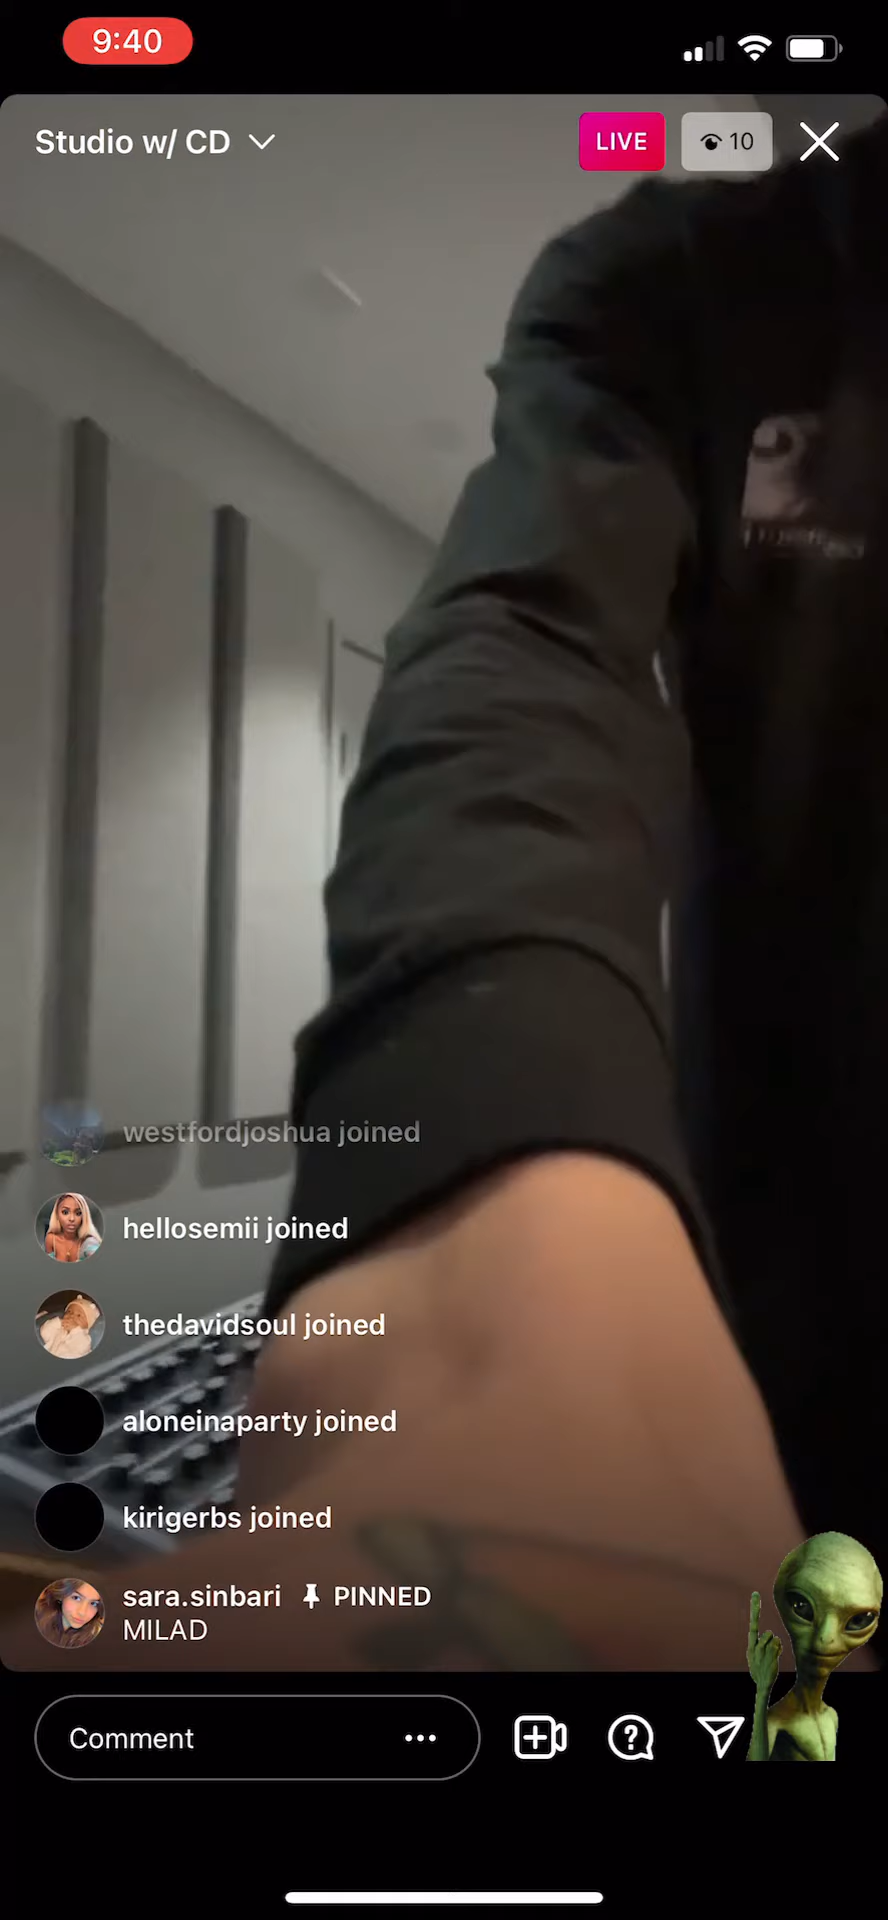 9:40
Studio w/ CD
LIVE
10
westfordjoshua joined
hellosemii joined
thedavidsoul joined
aloneinaparty joined
kirigerbs joined
sara.sinbari PINNED
MILAD
Comment